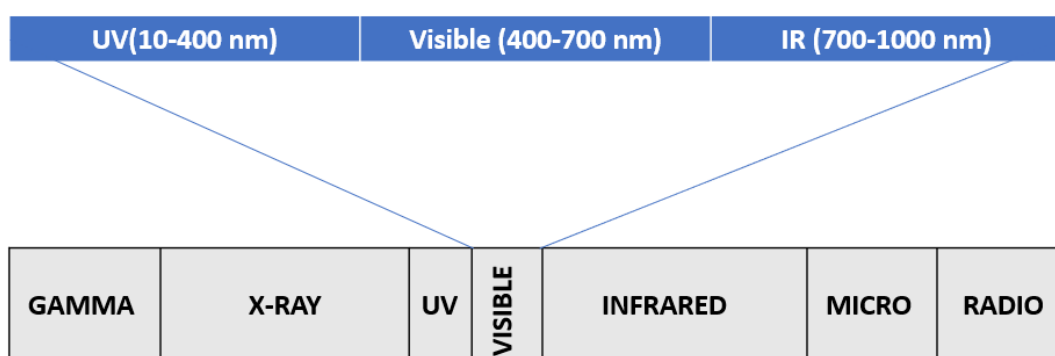 UV(10-400 nm) Visible (400-700 nm) IR (700-1000 nm)
GAMMA X-RAY UV VISIBLE INFRARED MICRO RADIO